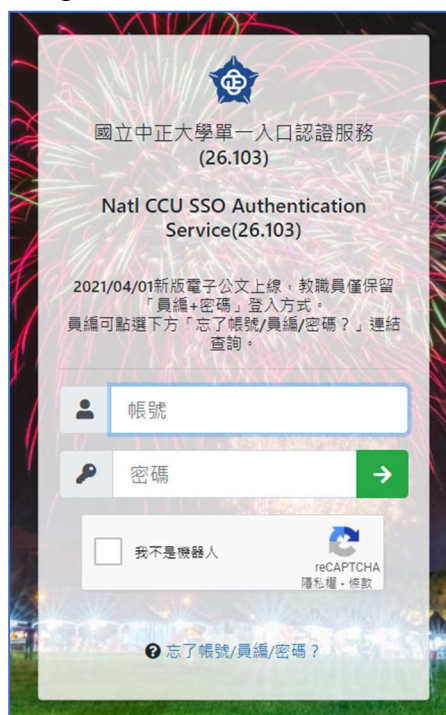 國立中正大學單一入口認證服務
(26.103)
Natl CCU SSO Authentication
Service(26.103)
2021/04/01新版電子公文上線，教職員僅保留
「員編+密碼」登入方式。
員編可點選下方「忘了帳號/員編/密碼？」連結
查詢。
帳號
密碼
我不是機器人
reCAPTCHA
隱私權 - 條款
忘了帳號/員編/密碼？